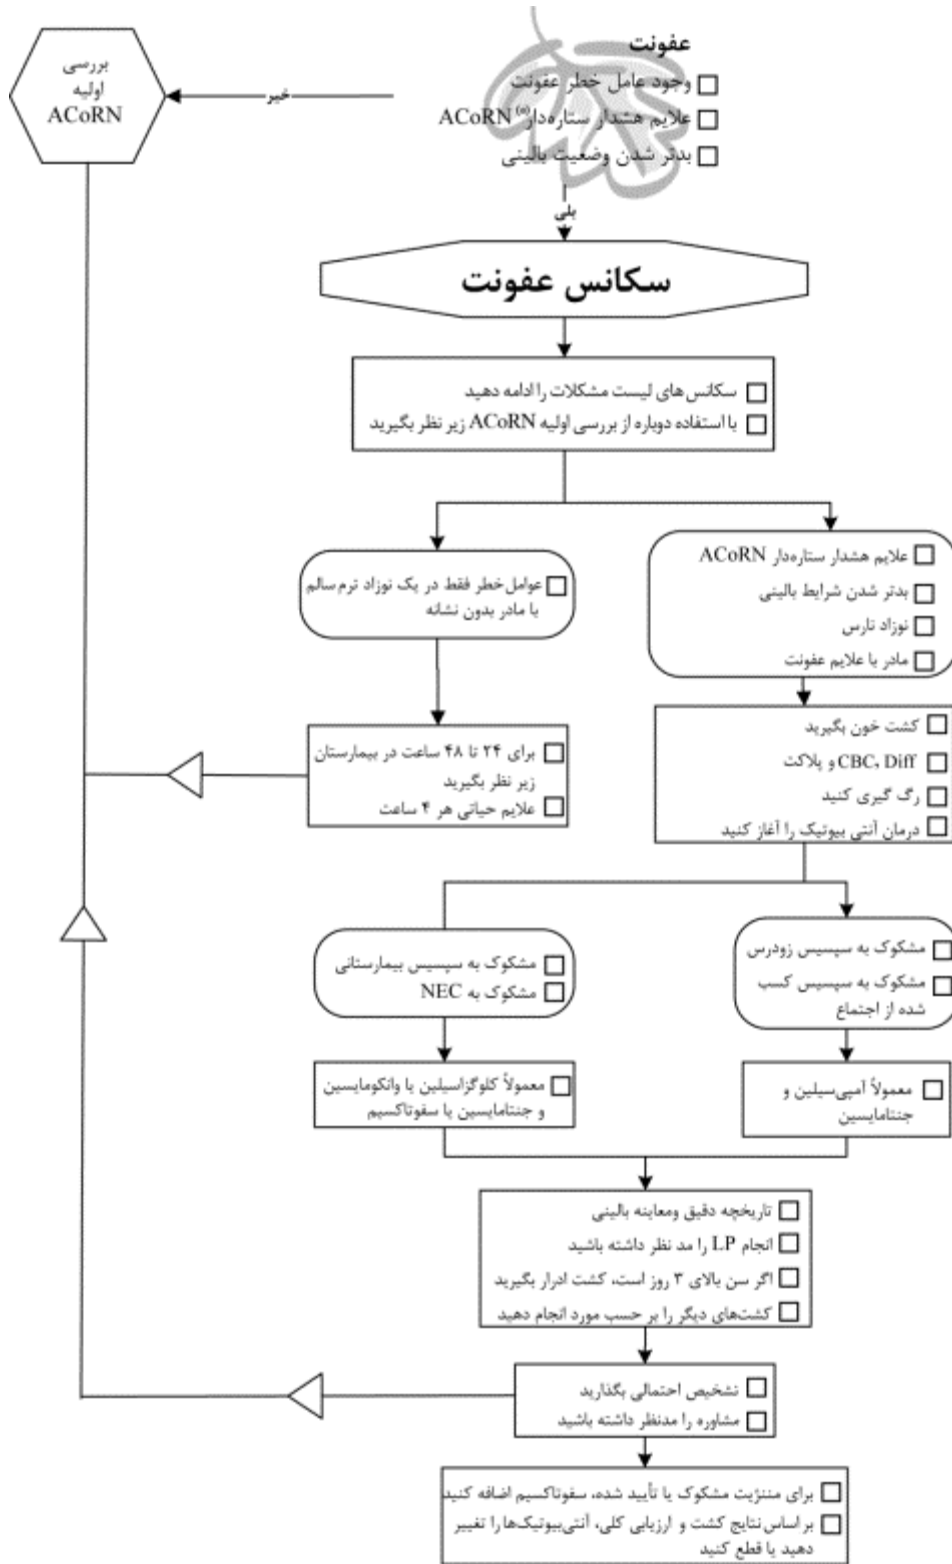 عفونت
وجود عامل خطر عفونت
علایم هشدار ستاره‌دار(*) ACoRN
بدتر شدن وضعیت بالینی
بررسی
اولیه
ACoRN
خیر
بلی
سکانس عفونت
سکانس‌های لیست مشکلات را ادامه دهید
با استفاده دوباره از بررسی اولیه ACoRN زیر نظر بگیرید
علایم هشدار ستاره‌دار ACoRN
بدتر شدن شرایط بالینی
نوزاد نارس
مادر با علایم عفونت
عوامل خطر فقط در یک نوزاد ترم سالم
با مادر بدون نشانه
کشت خون بگیرید
CBC, Diff و پلاکت
رگ گیری کنید
درمان آنتی بیوتیک را آغاز کنید
برای ۲۴ تا ۴۸ ساعت در بیمارستان
زیر نظر بگیرید
علایم حیاتی هر ۴ ساعت
مشکوک به سپسیس زودرس
مشکوک به سپسیس کسب
شده از اجتماع
مشکوک به سپسیس بیمارستانی
مشکوک به NEC
معمولاً آمپی‌سیلین و
جنتامایسین
معمولاً کلوگزاسیلین یا وانکومایسین
و جنتامایسین یا سفوتاکسیم
تاریخچه دقیق ومعاینه بالینی
انجام LP را مد نظر داشته باشید
اگر سن بالای ۳ روز است، کشت ادرار بگیرید
کشت‌های دیگر را بر حسب مورد انجام دهید
تشخیص احتمالی بگذارید
مشاوره را مدنظر داشته باشید
برای مننژیت مشکوک یا تأیید شده، سفوتاکسیم اضافه کنید
بر اساس نتایج کشت و ارزیابی کلی، آنتی‌بیوتیک‌ها را تغییر
دهید یا قطع کنید